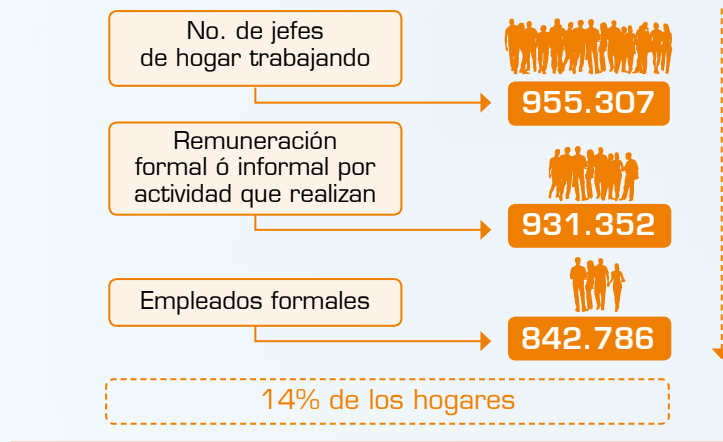 No. de jefes
de hogar trabajando
955.307
Remuneración
formal ó informal por
actividad que realizan
931.352
Empleados formales
842.786
14% de los hogares